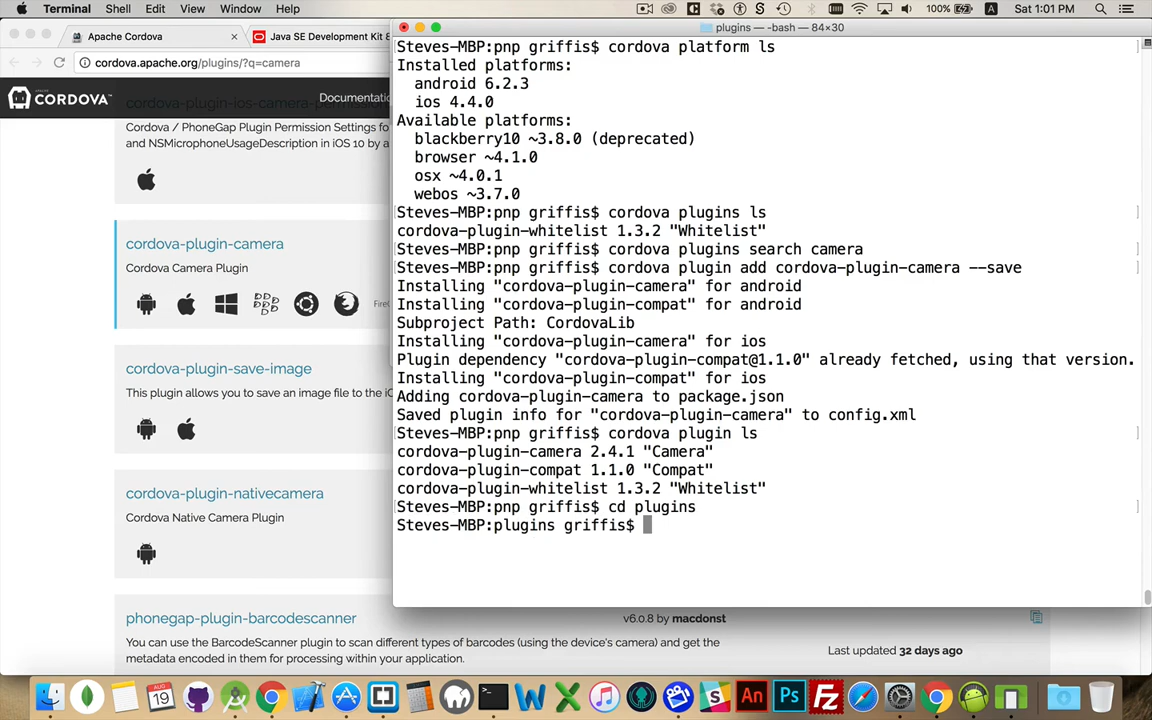 Terminal Shell Edit View Window Help 100% A Sat 1:01 PM
Apache Cordova × Java SE Development Kit 8
plugins — -bash — 84×30
cordova.apache.org/plugins/?q=camera
CORDOVA™ Documentatio
cordova-plugin-ios-camera-permission
Cordova / PhoneGap Plugin Permission Settings fo
and NSMicrophoneUsageDescription in iOS 10 by a
cordova-plugin-camera
Cordova Camera Plugin
FireO
cordova-plugin-save-image
This plugin allows you to save an image file to the iO
cordova-plugin-nativecamera
Cordova Native Camera Plugin
phonegap-plugin-barcodescanner
v6.0.8 by macdonst
You can use the BarcodeScanner plugin to scan different types of barcodes (using the device's camera) and get the
metadata encoded in them for processing within your application.
Last updated 32 days ago
Steves-MBP:pnp griffis$ cordova platform ls
Installed platforms:
android 6.2.3
ios 4.4.0
Available platforms:
blackberry10 ~3.8.0 (deprecated)
browser ~4.1.0
osx ~4.0.1
webos ~3.7.0
Steves-MBP:pnp griffis$ cordova plugins ls
cordova-plugin-whitelist 1.3.2 "Whitelist"
Steves-MBP:pnp griffis$ cordova plugins search camera
Steves-MBP:pnp griffis$ cordova plugin add cordova-plugin-camera --save
Installing "cordova-plugin-camera" for android
Installing "cordova-plugin-compat" for android
Subproject Path: CordovaLib
Installing "cordova-plugin-camera" for ios
Plugin dependency "cordova-plugin-compat@1.1.0" already fetched, using that version.
Installing "cordova-plugin-compat" for ios
Adding cordova-plugin-camera to package.json
Saved plugin info for "cordova-plugin-camera" to config.xml
Steves-MBP:pnp griffis$ cordova plugin ls
cordova-plugin-camera 2.4.1 "Camera"
cordova-plugin-compat 1.1.0 "Compat"
cordova-plugin-whitelist 1.3.2 "Whitelist"
Steves-MBP:pnp griffis$ cd plugins
Steves-MBP:plugins griffis$